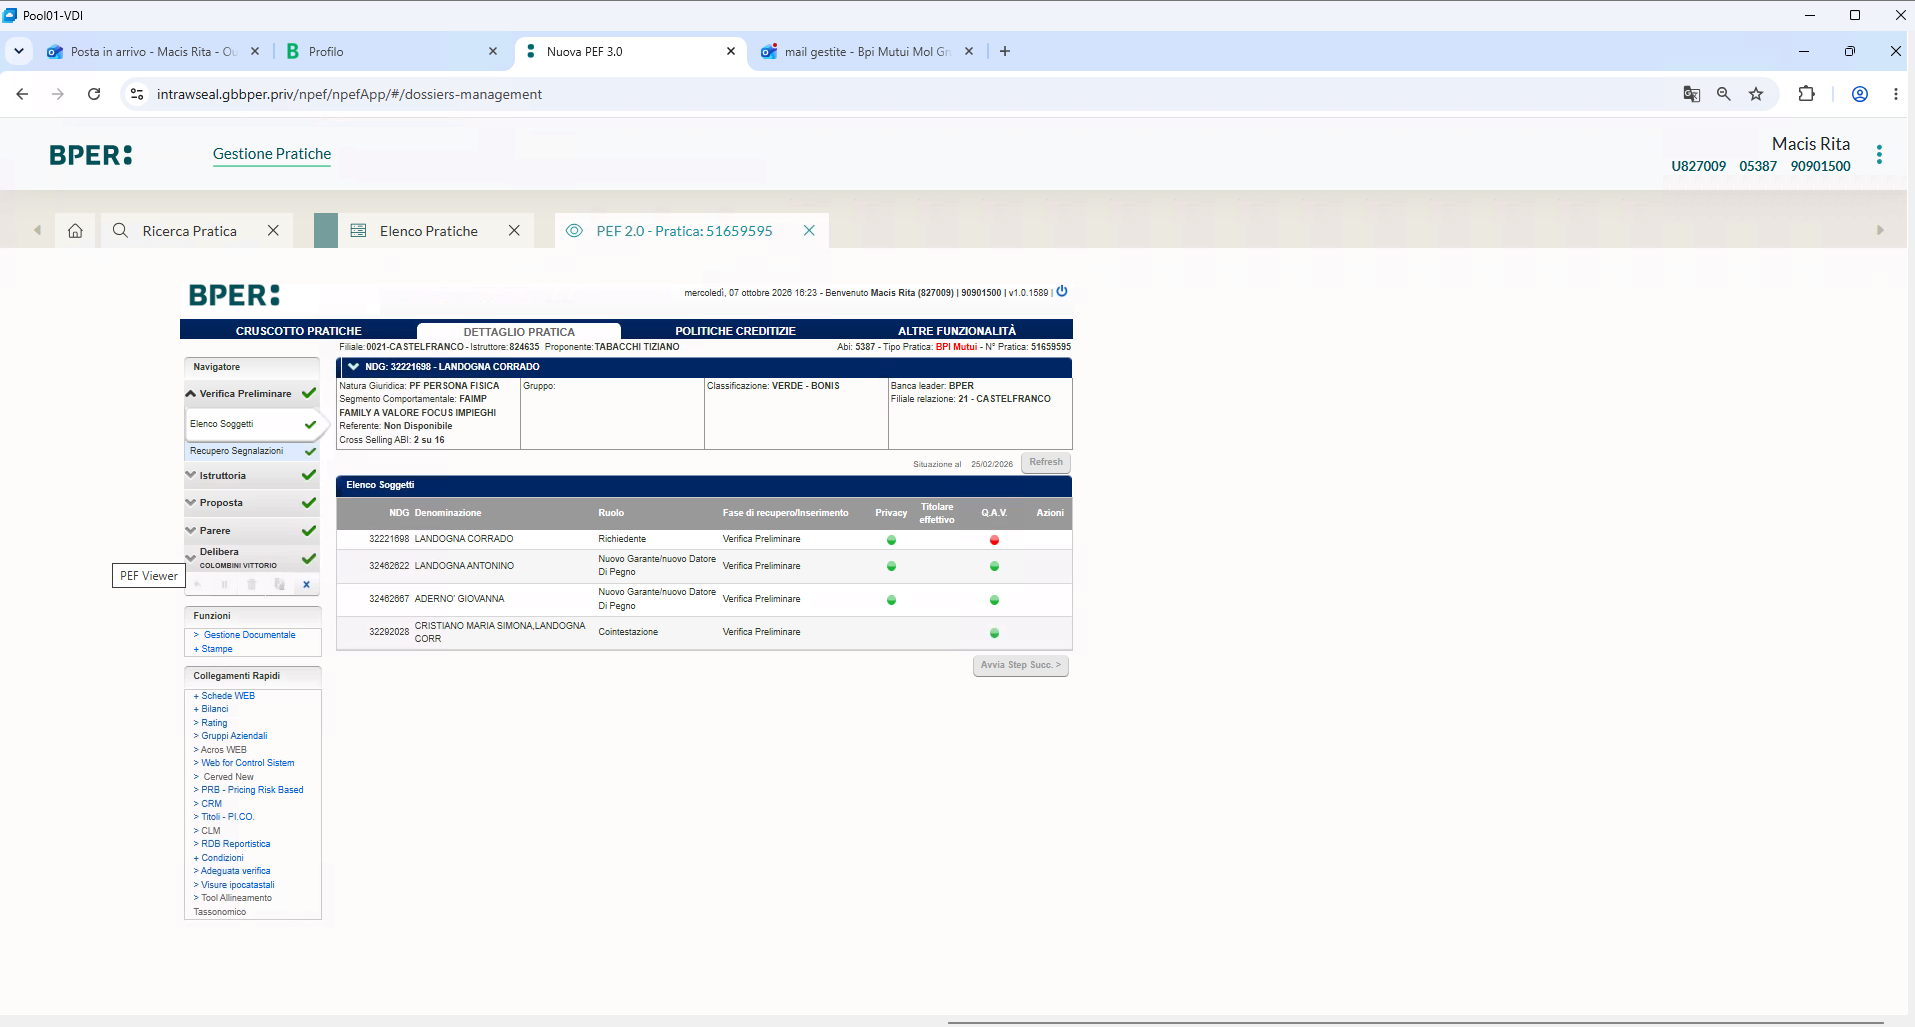 Pool01-VDI
Posta in arrivo - Macis Rita - Ou
Profilo
Nuova PEF 3.0
mail gestite - Bpi Mutui Mol Gr
intrawseal.gbbper.priv/npef/npefApp/#/dossiers-management
BPER:
Gestione Pratiche
Macis Rita
U827009 05387 90901500
Ricerca Pratica
Elenco Pratiche
PEF 2.0 - Pratica: 51659595
BPER:
mercoledì, 07 ottobre 2026 16:23 - Benvenuto Macis Rita (827009) | 90901500 | v1.0.1589 |
CRUSCOTTO PRATICHE
DETTAGLIO PRATICA
POLITICHE CREDITIZIE
ALTRE FUNZIONALITÀ
Filiale: 0021-CASTELFRANCO - Istruttore: 824635 Proponente: TABACCHI TIZIANO
Abi: 5387 - Tipo Pratica: BPI Mutui - N° Pratica: 51659595
Navigatore
Verifica Preliminare
Elenco Soggetti
Recupero Segnalazioni
Istruttoria
Proposta
Parere
Delibera
COLOMBINI VITTORIO
PEF Viewer
Funzioni
> Gestione Documentale
+ Stampe
Collegamenti Rapidi
+ Schede WEB
+ Bilanci
> Rating
> Gruppi Aziendali
> Acros WEB
> Web for Control Sistem
> Cerved New
> PRB - Pricing Risk Based
> CRM
> Titoli - PI.CO.
> CLM
> RDB Reportistica
+ Condizioni
> Adeguata verifica
> Visure ipocatastali
> Tool Allineamento
Tassonomico
NDG: 32221698 - LANDOGNA CORRADO
Natura Giuridica: PF PERSONA FISICA
Segmento Comportamentale: FAIMP
FAMILY A VALORE FOCUS IMPIEGHI
Referente: Non Disponibile
Cross Selling ABI: 2 su 16
Gruppo:
Classificazione: VERDE - BONIS
Banca leader: BPER
Filiale relazione: 21 - CASTELFRANCO
Situazione al 25/02/2026
Refresh
Elenco Soggetti
NDG Denominazione Ruolo Fase di recupero/Inserimento Privacy Titolare effettivo Q.A.V. Azioni
32221698 LANDOGNA CORRADO Richiedente Verifica Preliminare
32462622 LANDOGNA ANTONINO Nuovo Garante/nuovo Datore Di Pegno Verifica Preliminare
32462667 ADERNO' GIOVANNA Nuovo Garante/nuovo Datore Di Pegno Verifica Preliminare
32292028 CRISTIANO MARIA SIMONA,LANDOGNA CORR Cointestazione Verifica Preliminare
Avvia Step Succ. >